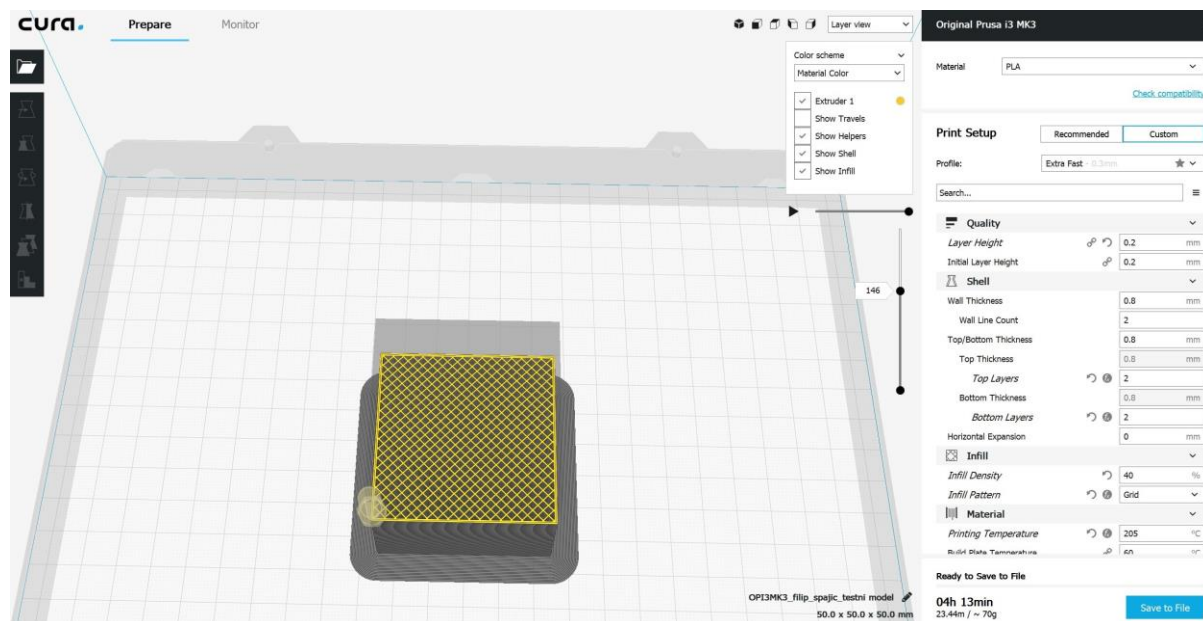 cura.
Prepare
Monitor
Layer view
Color scheme
Material Color
Extruder 1
Show Travels
Show Helpers
Show Shell
Show Infill
146
OPI3MK3_filip_spajic_testni model
50.0 x 50.0 x 50.0 mm
Original Prusa i3 MK3
Material PLA
Check compatibility
Print Setup Recommended Custom
Profile: Extra Fast - 0.3mm
Search...
Quality
Layer Height 0.2 mm
Initial Layer Height 0.2 mm
Shell
Wall Thickness 0.8 mm
Wall Line Count 2
Top/Bottom Thickness 0.8 mm
Top Thickness 0.8 mm
Top Layers 2
Bottom Thickness 0.8 mm
Bottom Layers 2
Horizontal Expansion 0 mm
Infill
Infill Density 40 %
Infill Pattern Grid
Material
Printing Temperature 205 °C
Build Plate Temperature 60 °C
Ready to Save to File
04h 13min
23.44m / ~ 70g
Save to File